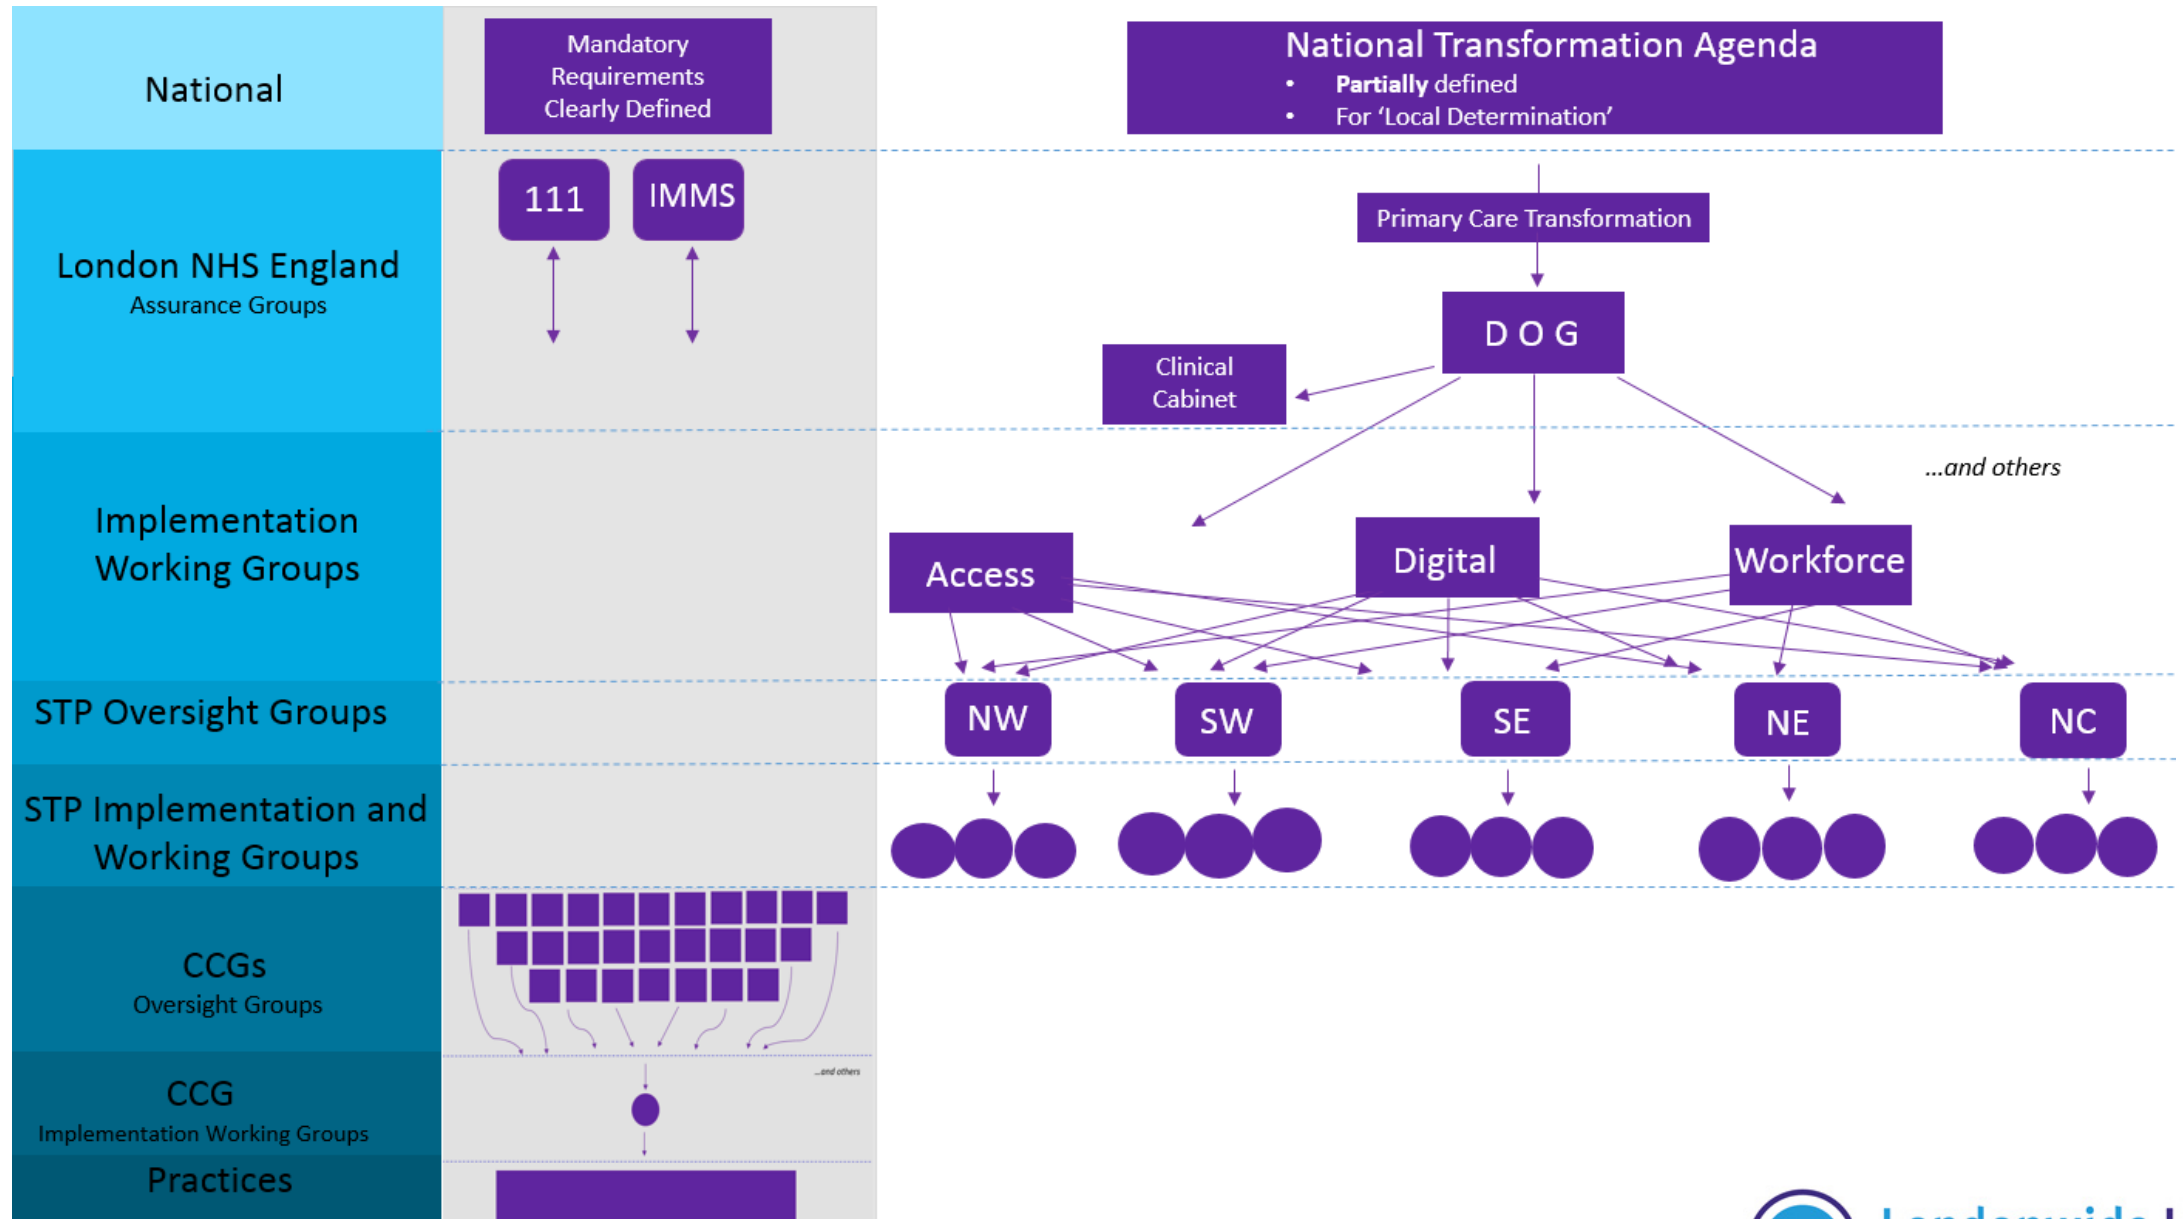 National
Mandatory
Requirements
Clearly Defined
National Transformation Agenda
• Partially defined
• For ‘Local Determination’
London NHS England
Assurance Groups
111
IMMS
Primary Care Transformation
D O G
Clinical
Cabinet
Implementation
Working Groups
...and others
Access
Digital
Workforce
STP Oversight Groups
NW
SW
SE
NE
NC
STP Implementation and
Working Groups
CCGs
Oversight Groups
CCG
Implementation Working Groups
...and others
Practices
Londonwide